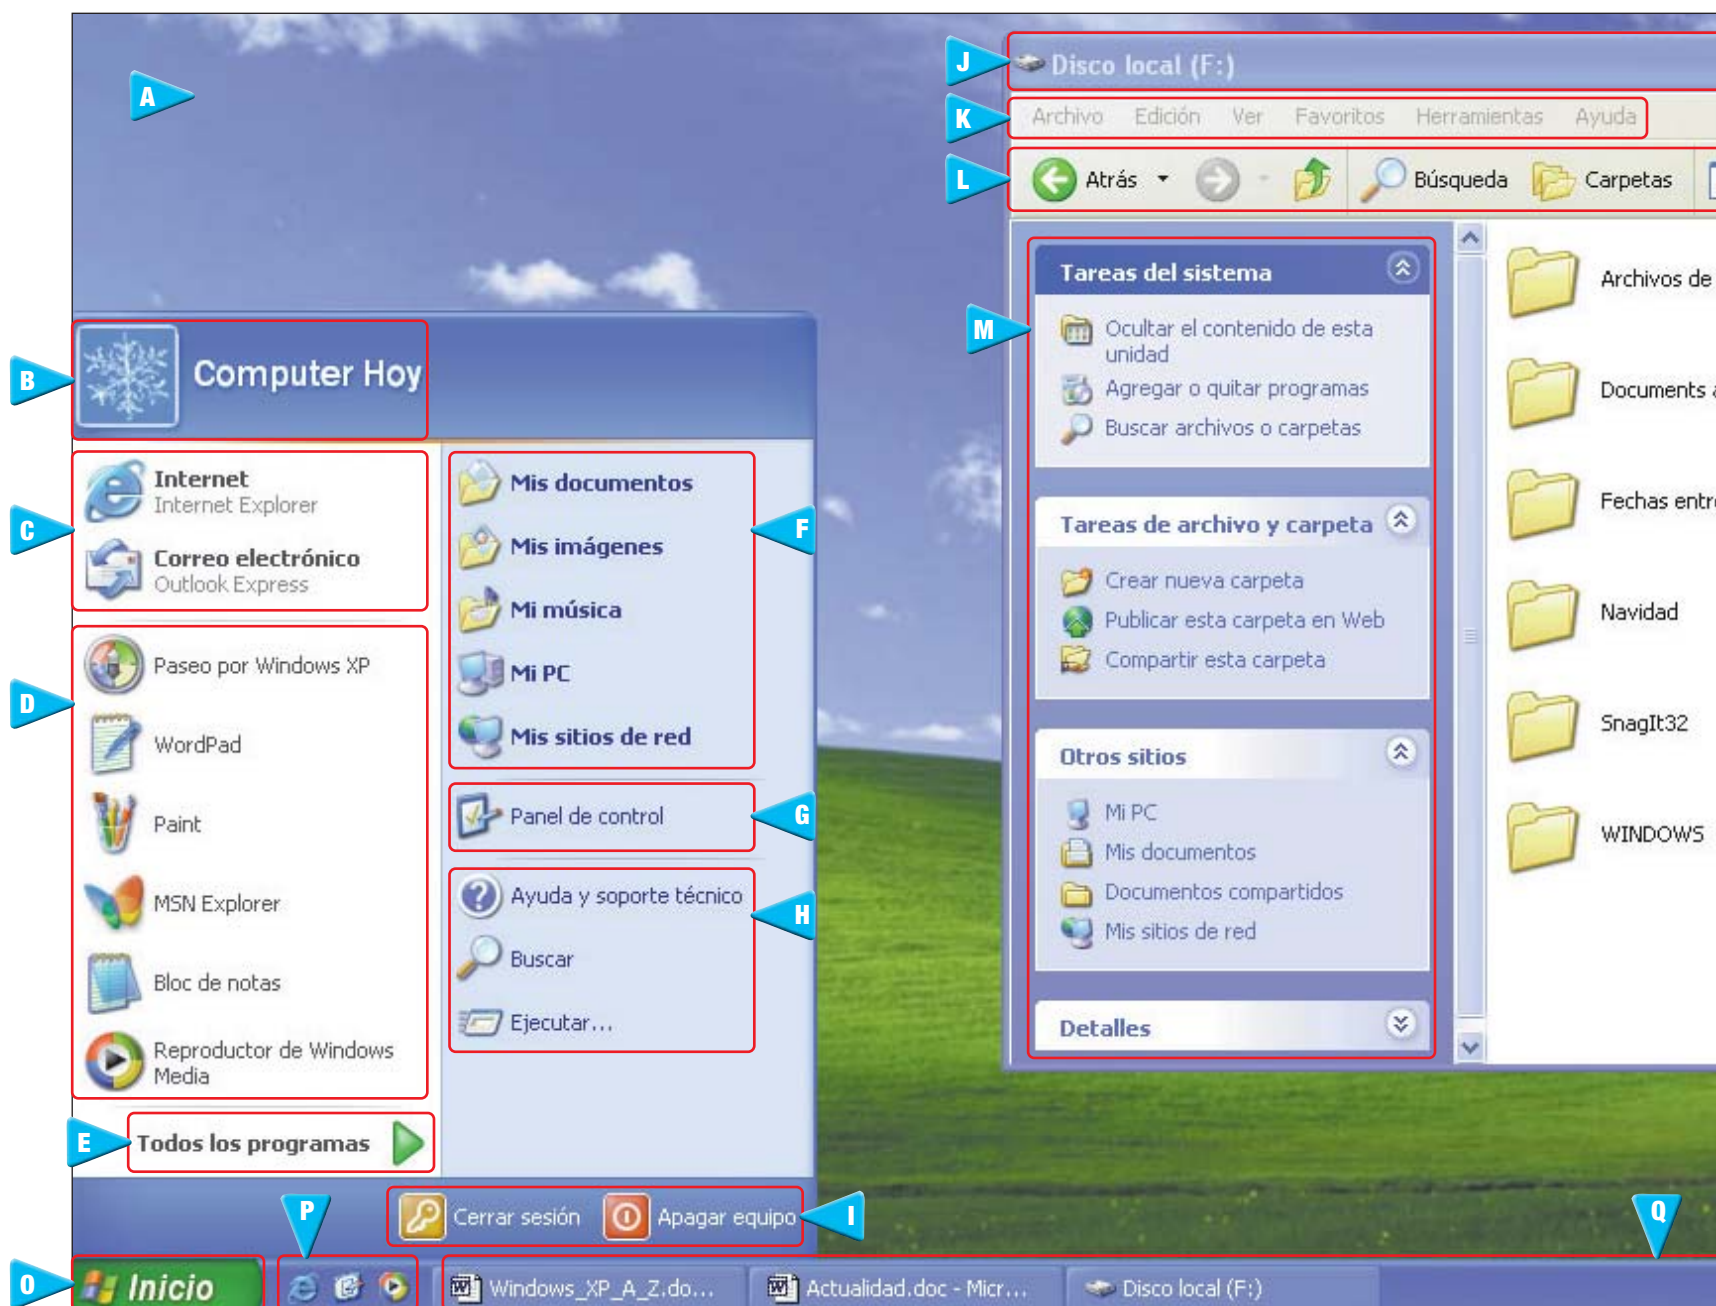 A
J
Disco local (F:)
K
Archivo Edición Ver Favoritos Herramientas Ayuda
L
Atrás Búsqueda Carpetas
B
Computer Hoy
C
Internet
Internet Explorer
Correo electrónico
Outlook Express
D
Paseo por Windows XP
WordPad
Paint
MSN Explorer
Bloc de notas
Reproductor de Windows
Media
E
Todos los programas
F
Mis documentos
Mis imágenes
Mi música
Mi PC
Mis sitios de red
G
Panel de control
H
Ayuda y soporte técnico
Buscar
Ejecutar...
I
Cerrar sesión Apagar equipo
M
Tareas del sistema
Ocultar el contenido de esta
unidad
Agregar o quitar programas
Buscar archivos o carpetas
Tareas de archivo y carpeta
Crear nueva carpeta
Publicar esta carpeta en Web
Compartir esta carpeta
Otros sitios
Mi PC
Mis documentos
Documentos compartidos
Mis sitios de red
Detalles
Archivos de
Documents
Fechas entr
Navidad
SnagIt32
WINDOWS
P
Q
O
Inicio
Windows_XP_A_Z.do...
Actualidad.doc - Micr...
Disco local (F:)